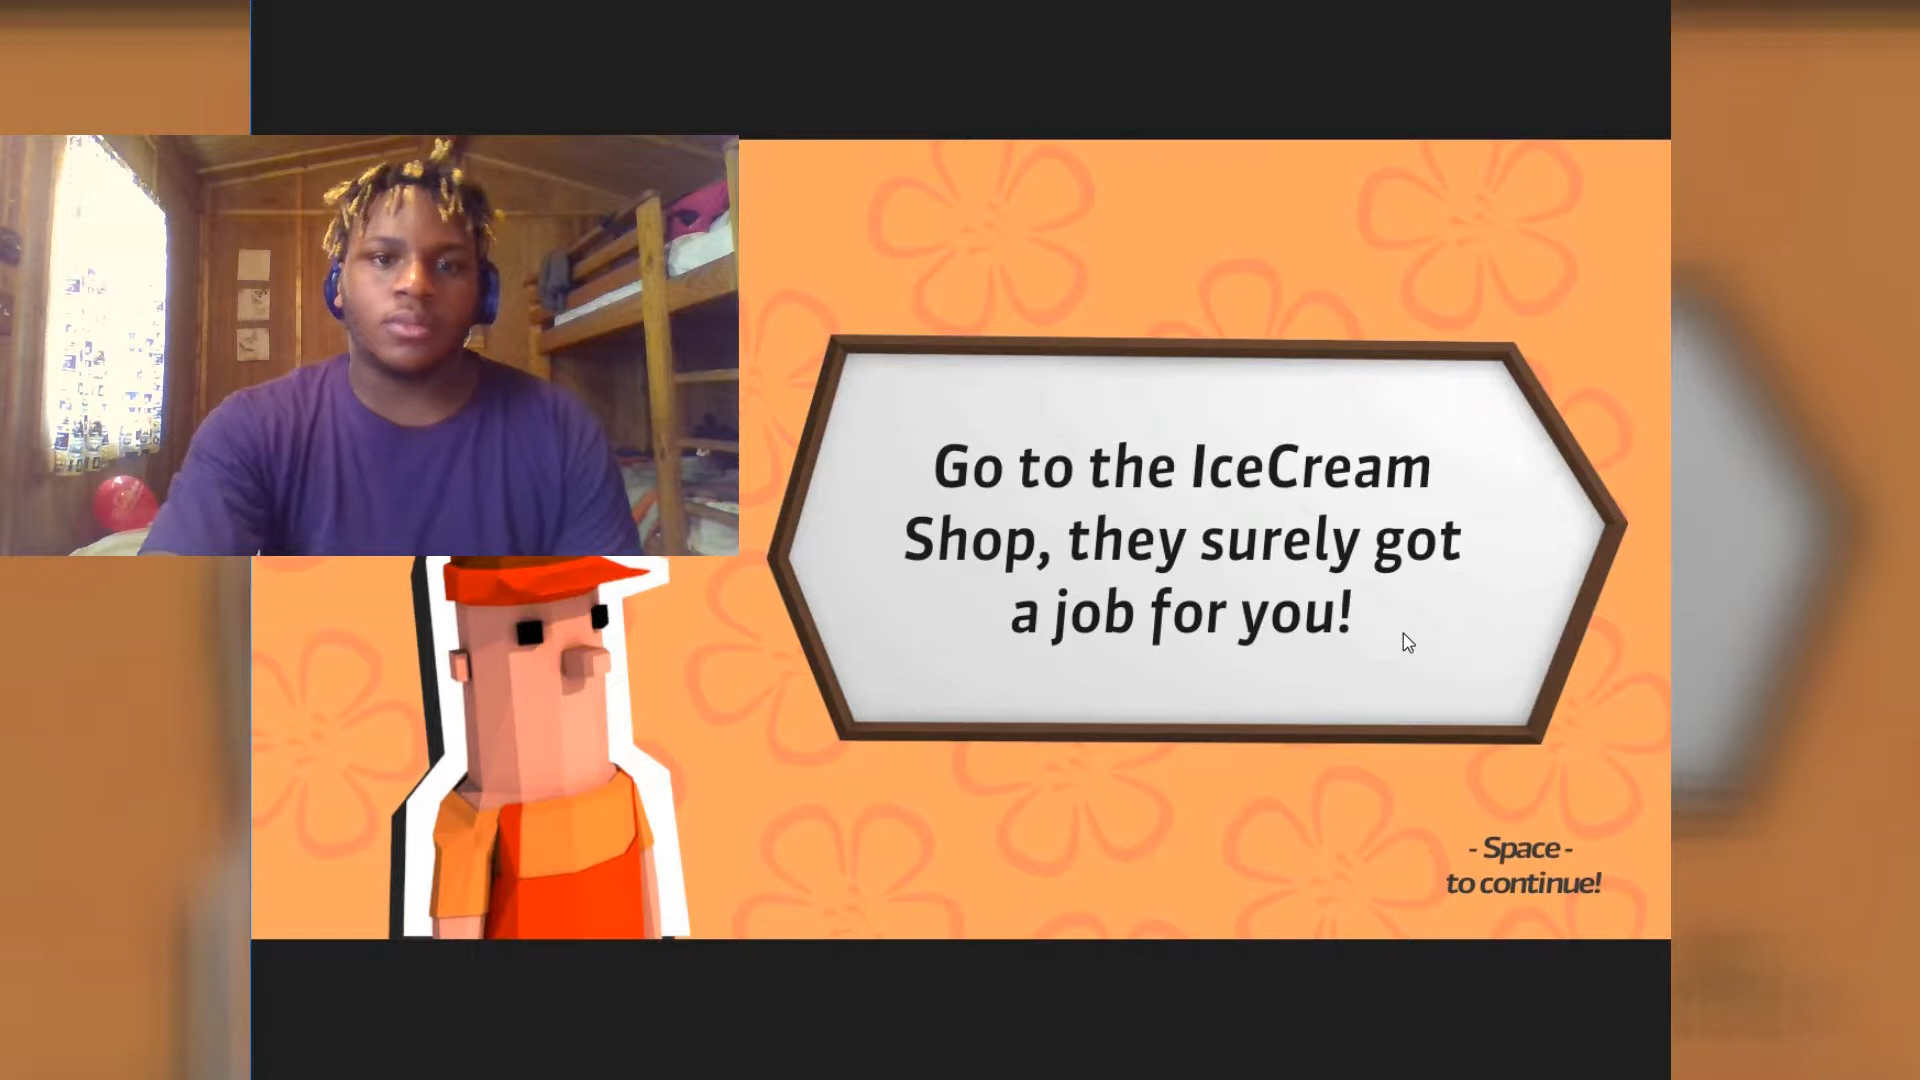 Go to the IceCream
Shop, they surely got
a job for you!
- Space -
to continue!